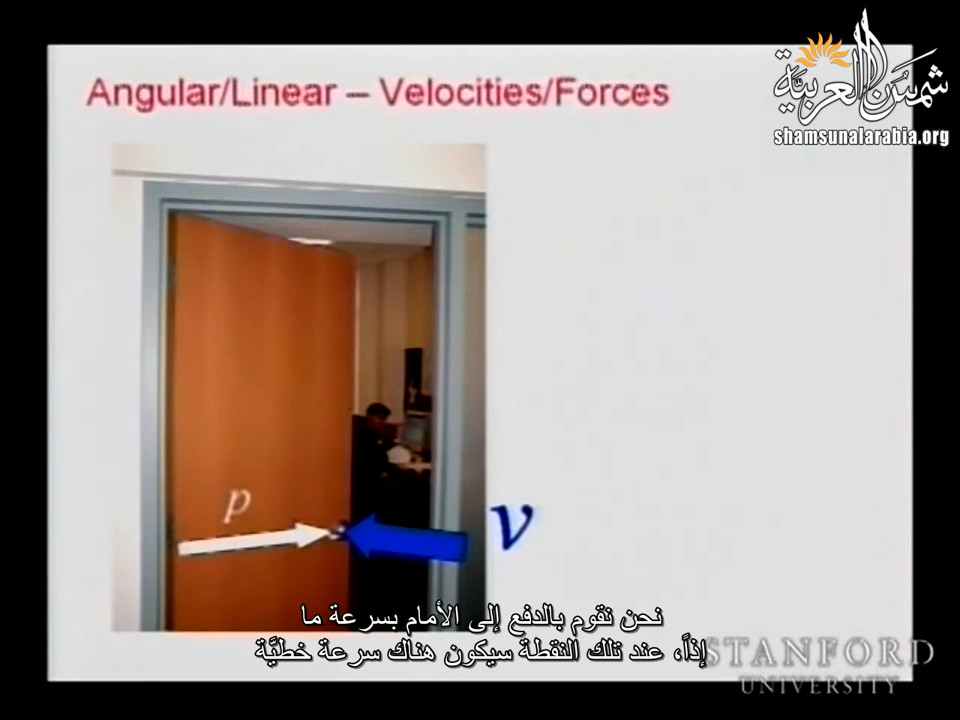 Angular/Linear – Velocities/Forces
شمس العربية
shamsunalarabia.org
p
v
نحن نقوم بالدفع إلى الأمام بسرعة ما
إذاً، عند تلك النقطة سيكون هناك سرعة خطيَّة
STANFORD
UNIVERSITY